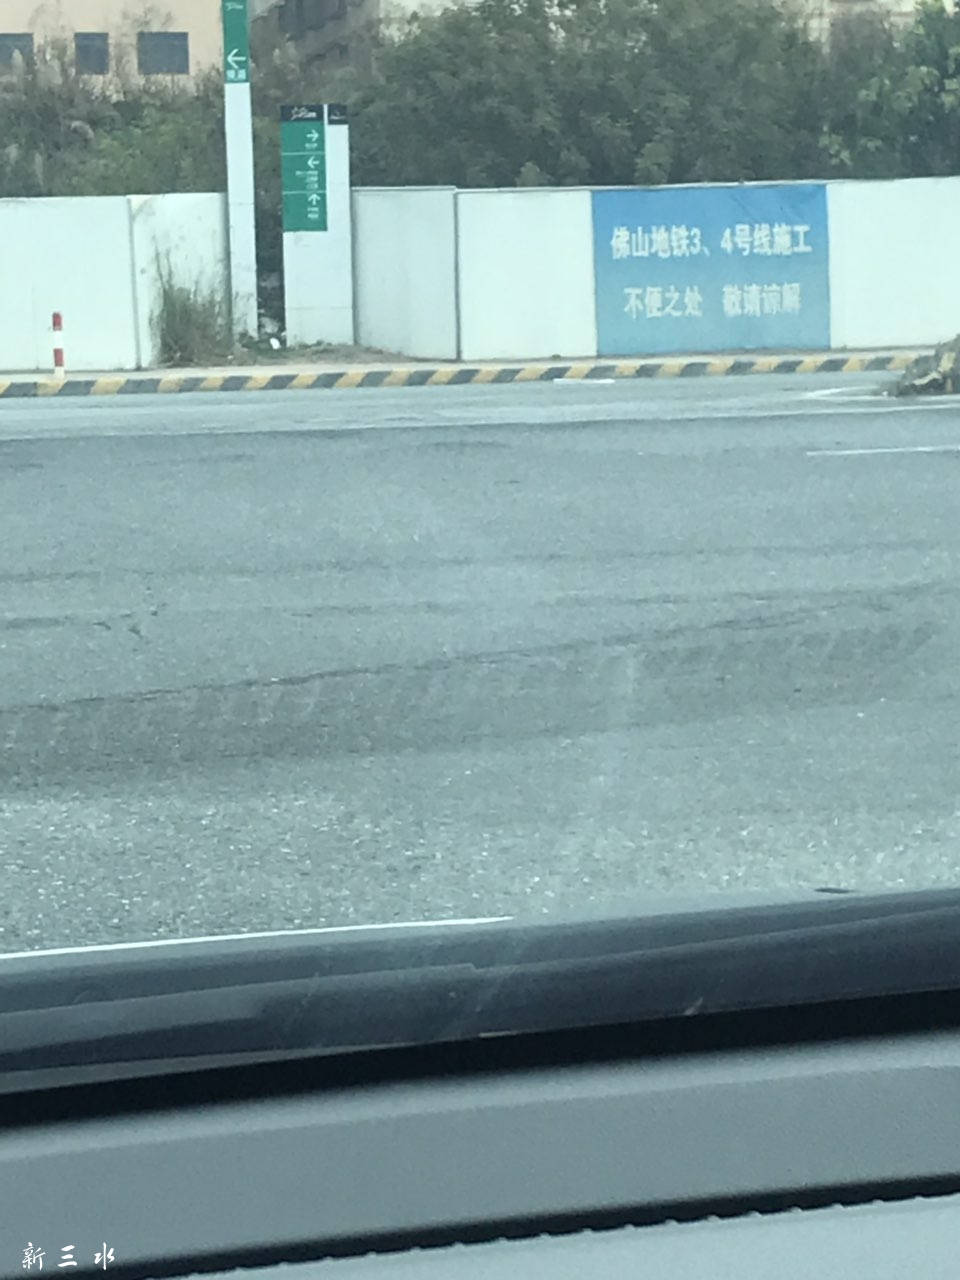 佛山地铁3、4号线施工
不便之处 敬请谅解
新三水